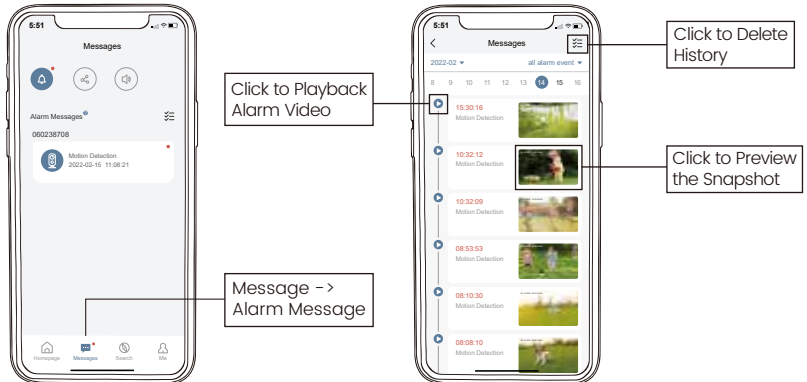 5:51
Messages
Alarm Messages
060238708
Motion Detection
2022-02-15 11:08:21
Homepage Messages Search Me
Click to Playback
Alarm Video
Message ->
Alarm Message
5:51
Messages
2022-02 all alarm event
8 9 10 11 12 13 14 15 16
15:30:16
Motion Detection
10:32:12
Motion Detection
10:32:09
Motion Detection
08:53:53
Motion Detection
08:10:30
Motion Detection
08:08:10
Motion Detection
Click to Delete
History
Click to Preview
the Snapshot